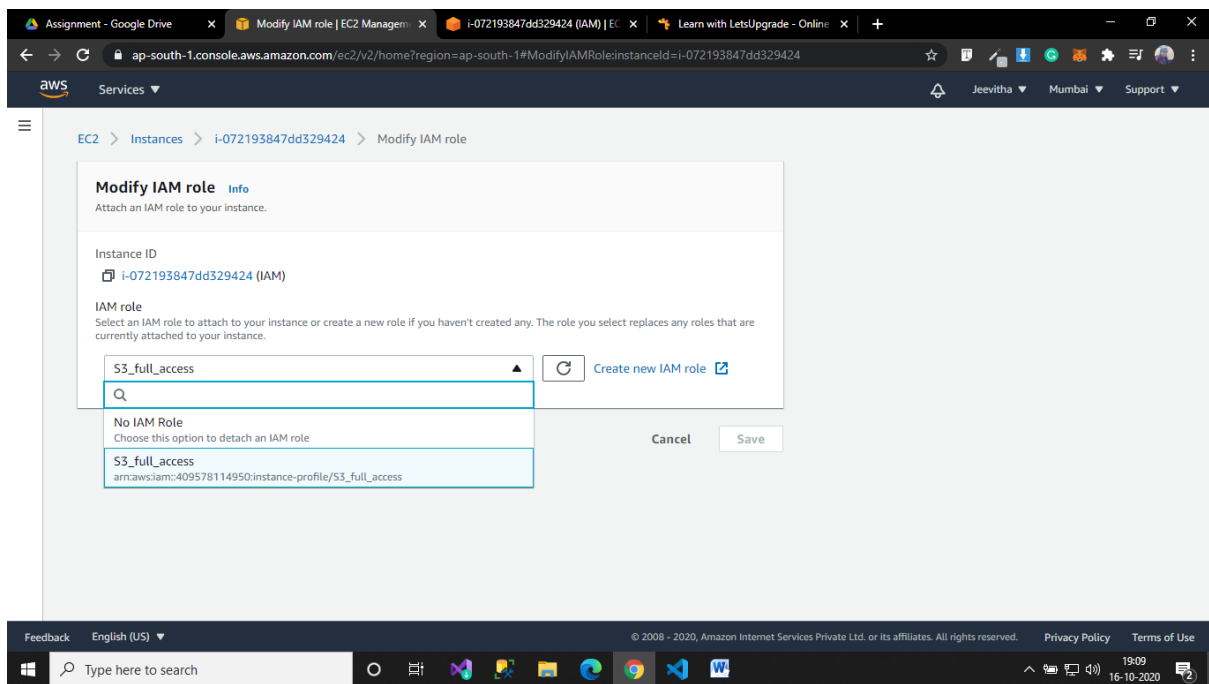 Assignment - Google Drive
Modify IAM role | EC2 Managem
i-072193847dd329424 (IAM) | EC
Learn with LetsUpgrade - Online
ap-south-1.console.aws.amazon.com/ec2/v2/home?region=ap-south-1#ModifyIAMRole:instanceId=i-072193847dd329424
aws Services Jeevitha Mumbai Support
EC2 > Instances > i-072193847dd329424 > Modify IAM role
Modify IAM role Info
Attach an IAM role to your instance.
Instance ID
i-072193847dd329424 (IAM)
IAM role
Select an IAM role to attach to your instance or create a new role if you haven't created any. The role you select replaces any roles that are
currently attached to your instance.
S3_full_access Create new IAM role
No IAM Role
Choose this option to detach an IAM role
Cancel Save
S3_full_access
arn:aws:iam::409578114950:instance-profile/S3_full_access
Feedback English (US) © 2008 - 2020, Amazon Internet Services Private Ltd. or its affiliates. All rights reserved. Privacy Policy Terms of Use
Type here to search
19:09
16-10-2020
2